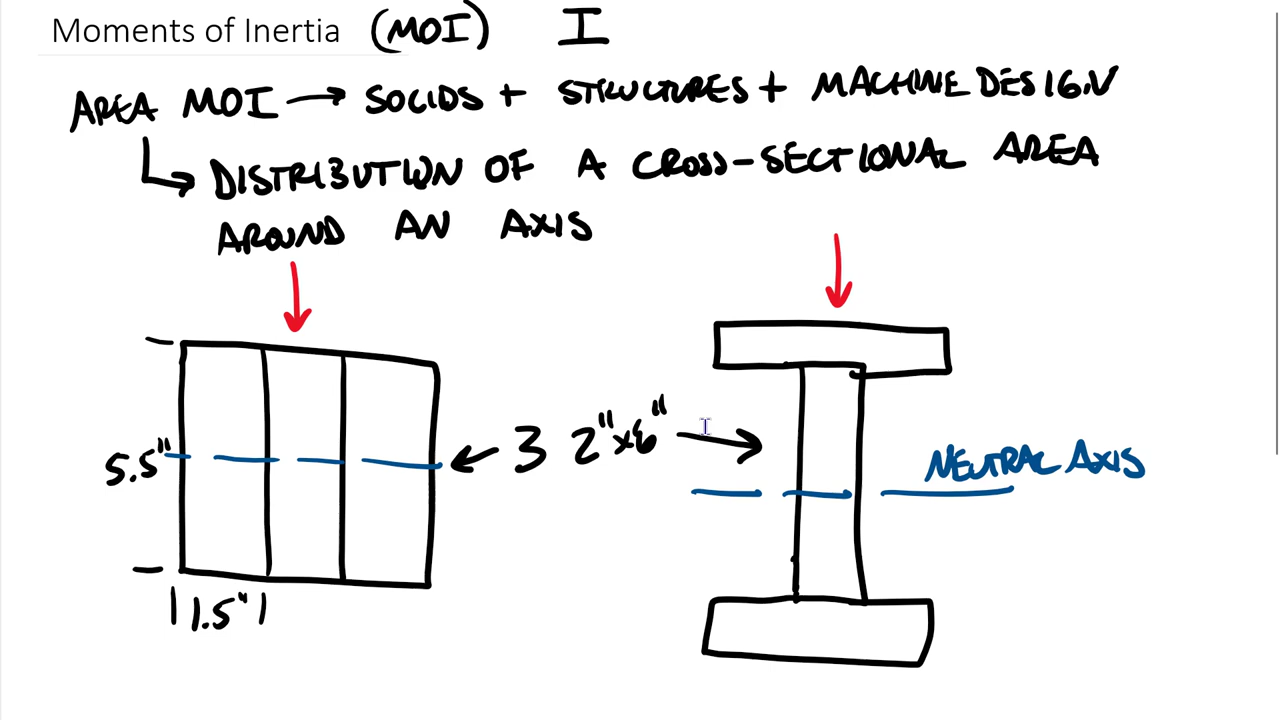 Moments of Inertia (MOI) I
AREA MOI → SOLIDS + STRUCTURES + MACHINE DESIGN
↳ DISTRIBUTION OF A CROSS-SECTIONAL AREA
AROUND AN AXIS
5.5"
← 3 2"x6" →
NEUTRAL AXIS
1.5"